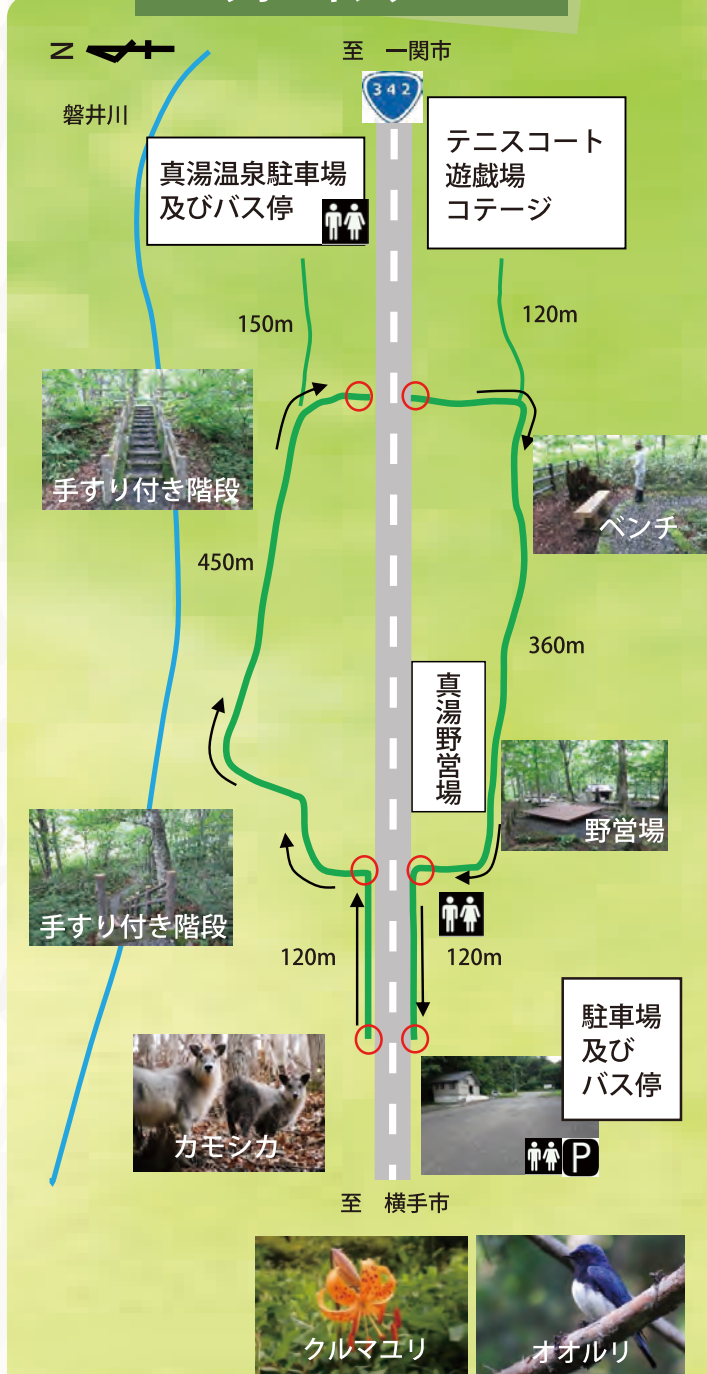 N
至 一関市
342
磐井川
テニスコート
遊戯場
コテージ
真湯温泉駐車場
及びバス停
150m
120m
手すり付き階段
ベンチ
450m
360m
真湯野営場
野営場
手すり付き階段
120m
120m
駐車場
及び
バス停
カモシカ
P
至 横手市
クルマユリ
オオルリ